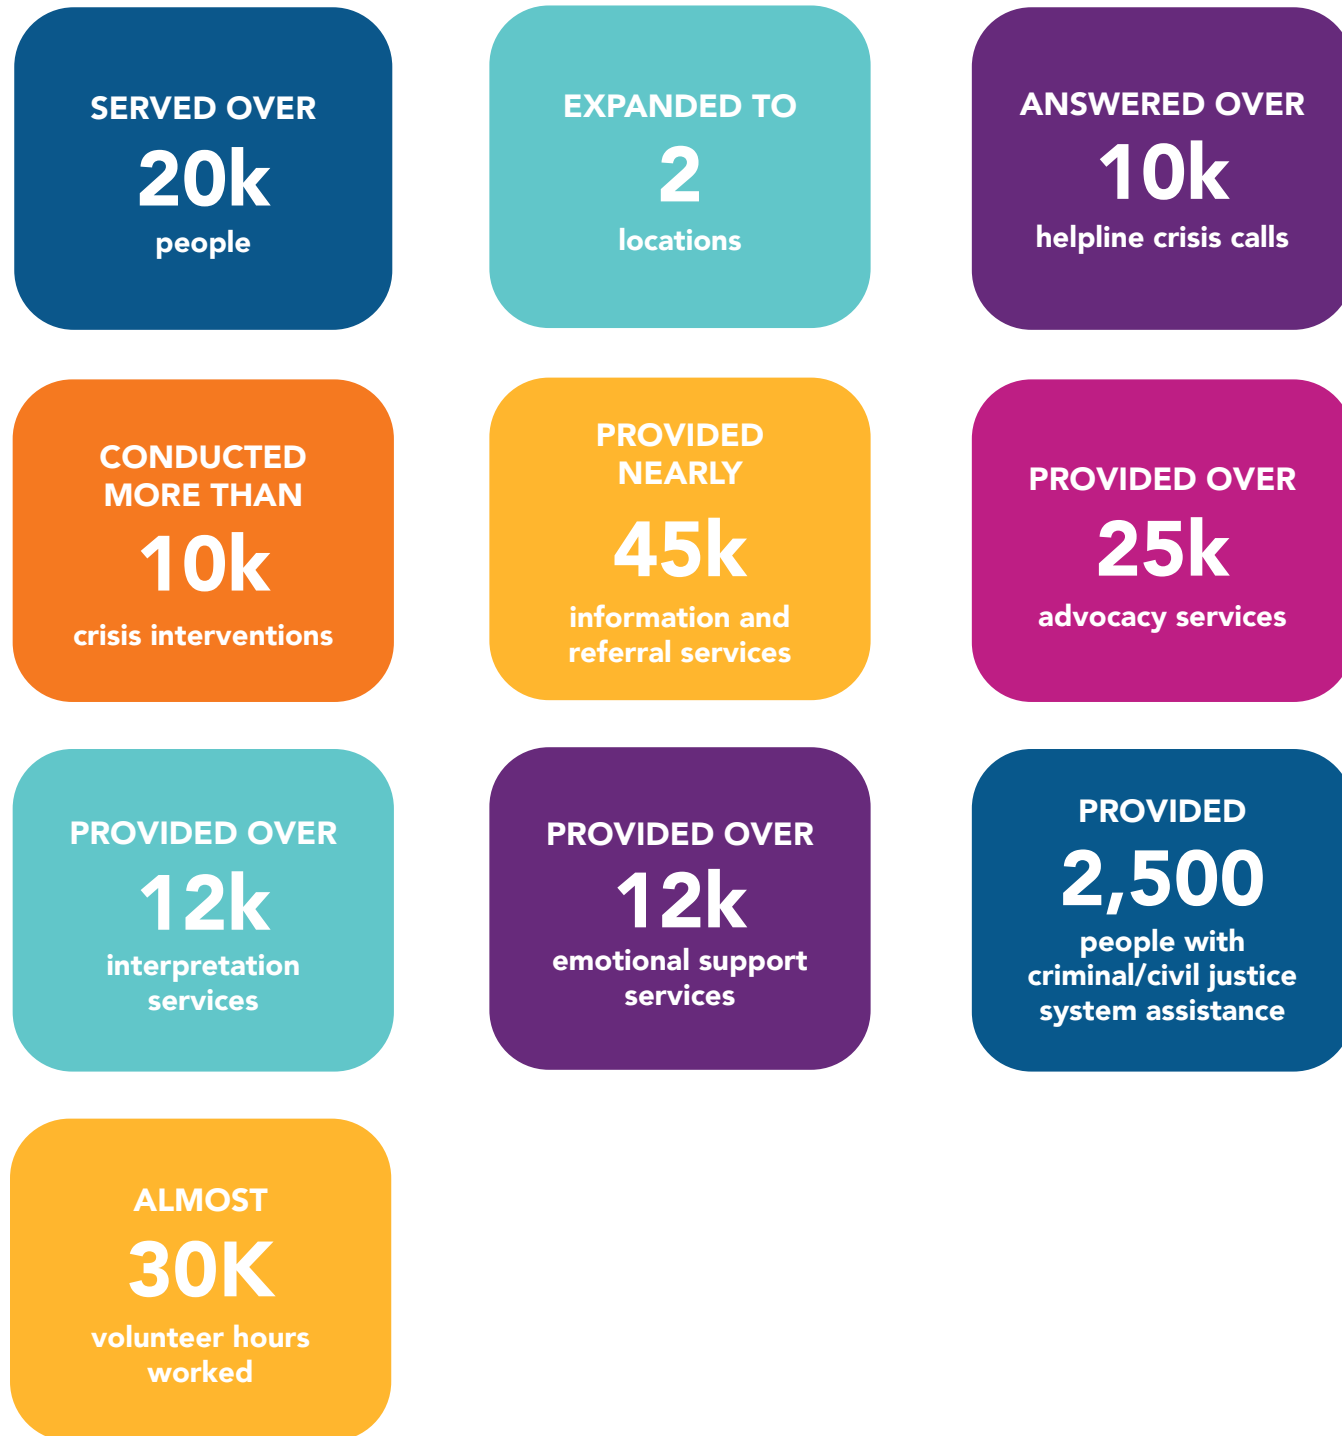 SERVED OVER
20k
people
EXPANDED TO
2
locations
ANSWERED OVER
10k
helpline crisis calls
CONDUCTED
MORE THAN
10k
crisis interventions
PROVIDED
NEARLY
45k
information and
referral services
PROVIDED OVER
25k
advocacy services
PROVIDED OVER
12k
interpretation
services
PROVIDED OVER
12k
emotional support
services
PROVIDED
2,500
people with
criminal/civil justice
system assistance
ALMOST
30K
volunteer hours
worked